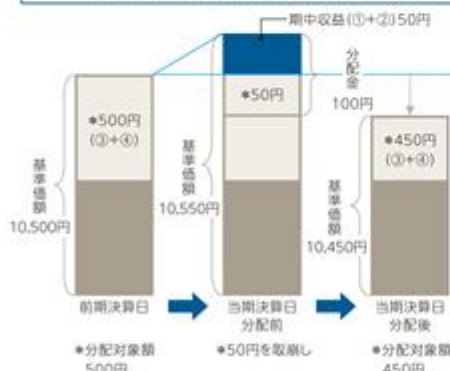 期中収益(①+②)50円
*500円
(③+④)
基準価額
10,500円
*50円
分配金
100円
基準価額
10,550円
*450円
(③+④)
基準価額
10,450円
前期決算日
当期決算日
分配前
当期決算日
分配後
*分配対象額
500円
*50円を取崩し
*分配対象額
450円